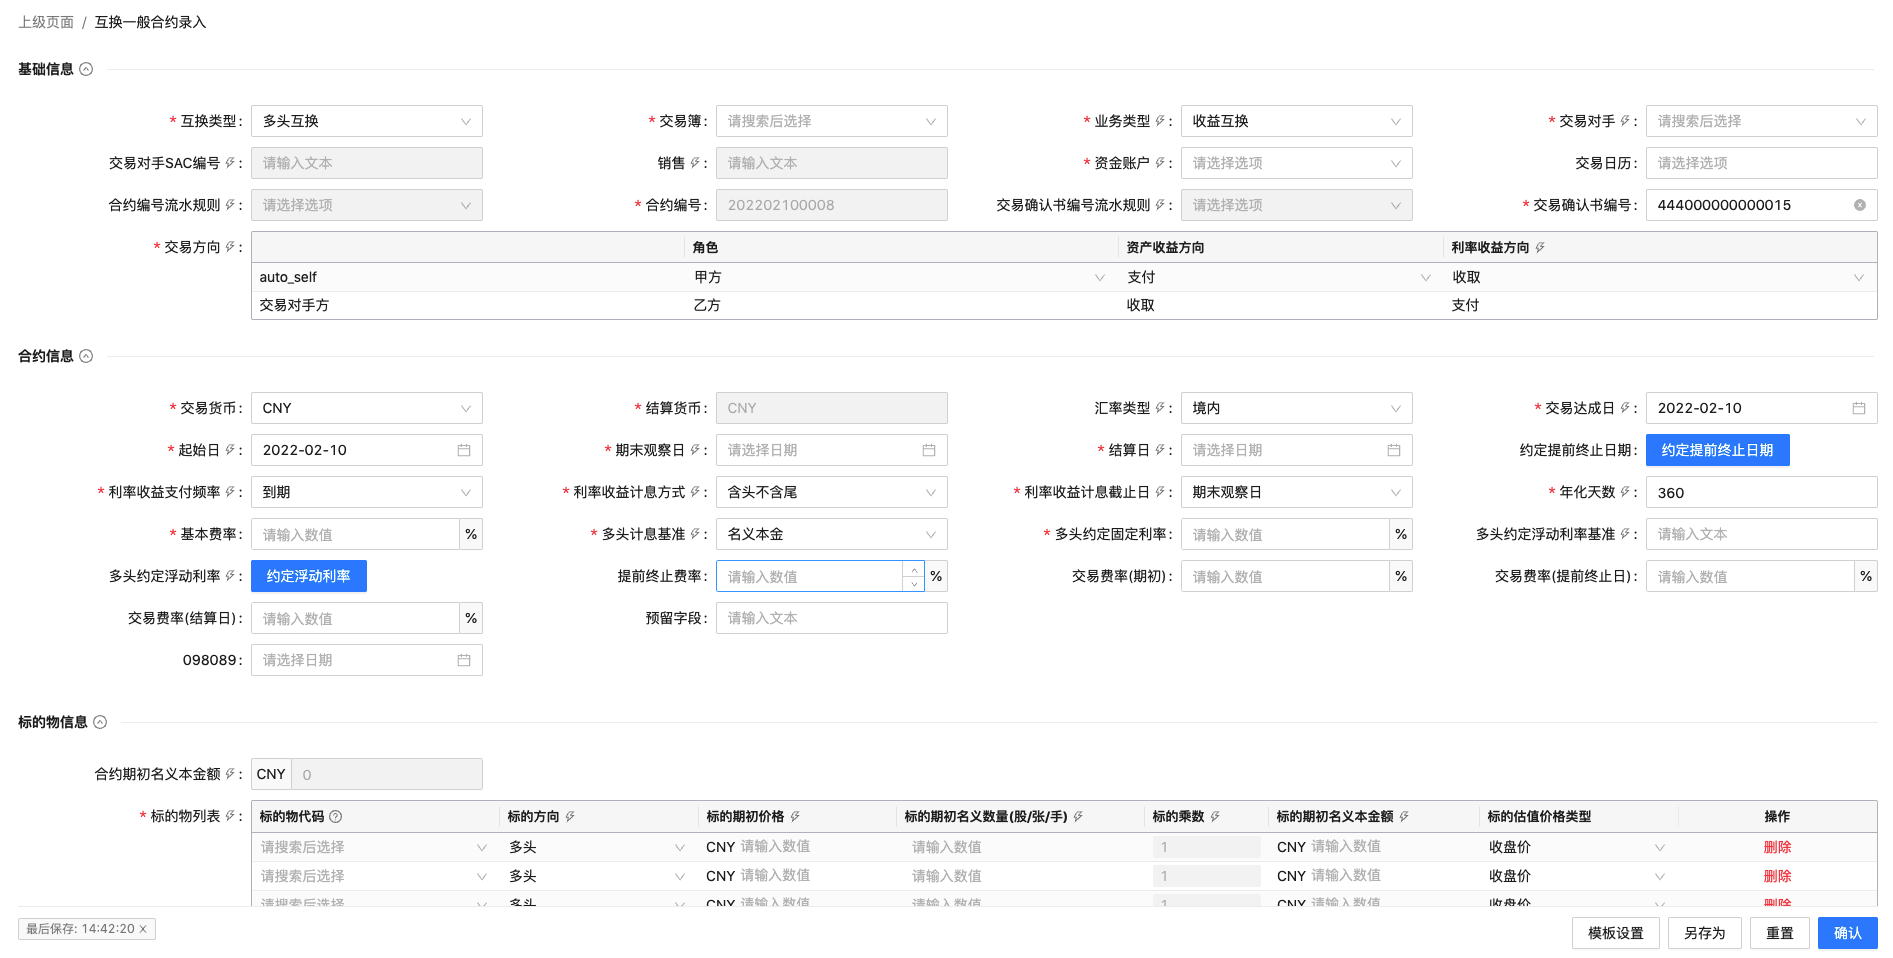 上级页面 / 互换一般合约录入
基础信息
* 互换类型: 多头互换 * 交易簿: 请搜索后选择 * 业务类型: 收益互换 * 交易对手: 请搜索后选择
交易对手SAC编号: 请输入文本 销售: 请输入文本 * 资金账户: 请选择选项 交易日历: 请选择选项
合约编号流水规则: 请选择选项 * 合约编号: 202202100008 交易确认书编号流水规则: 请选择选项 * 交易确认书编号: 444000000000015
* 交易方向: 角色 资产收益方向 利率收益方向
auto_self 甲方 支付 收取
交易对手方 乙方 收取 支付
合约信息
* 交易货币: CNY * 结算货币: CNY 汇率类型: 境内 * 交易达成日: 2022-02-10
* 起始日: 2022-02-10 * 期末观察日: 请选择日期 * 结算日: 请选择日期 约定提前终止日期: 约定提前终止日期
* 利率收益支付频率: 到期 * 利率收益计息方式: 含头不含尾 * 利率收益计息截止日: 期末观察日 * 年化天数: 360
* 基本费率: 请输入数值 % * 多头计息基准: 名义本金 * 多头约定固定利率: 请输入数值 % 多头约定浮动利率基准: 请输入文本
多头约定浮动利率: 约定浮动利率 提前终止费率: 请输入数值 % 交易费率(期初): 请输入数值 % 交易费率(提前终止日): 请输入数值 %
交易费率(结算日): 请输入数值 % 预留字段: 请输入文本
098089: 请选择日期
标的物信息
合约期初名义本金额: CNY 0
* 标的物列表: 标的物代码 标的方向 标的期初价格 标的期初名义数量(股/张/手) 标的乘数 标的期初名义本金额 标的估值价格类型 操作
请搜索后选择 多头 CNY 请输入数值 请输入数值 1 CNY 请输入数值 收盘价 删除
请搜索后选择 多头 CNY 请输入数值 请输入数值 1 CNY 请输入数值 收盘价 删除
请搜索后选择 多头 CNY 请输入数值 请输入数值 1 CNY 请输入数值 收盘价 删除
最后保存: 14:42:20 x 模板设置 另存为 重置 确认